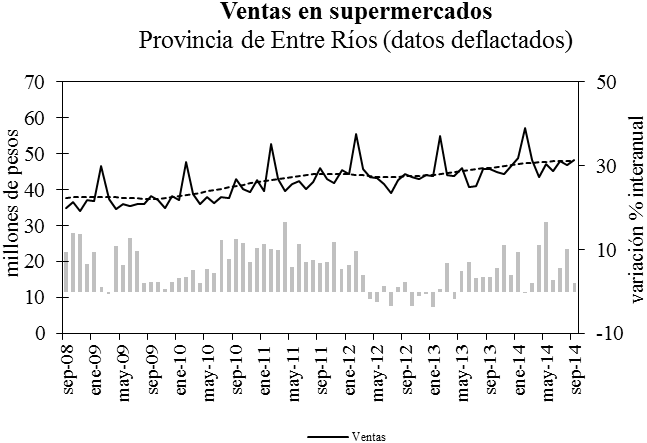 Ventas en supermercados
Provincia de Entre Ríos (datos deflactados)
70
60
50
40
30
20
10
0
millones de pesos
50
30
10
-10
variación % interanual
sep-08
ene-09
may-09
sep-09
ene-10
may-10
sep-10
ene-11
may-11
sep-11
ene-12
may-12
sep-12
ene-13
may-13
sep-13
ene-14
may-14
sep-14
Ventas